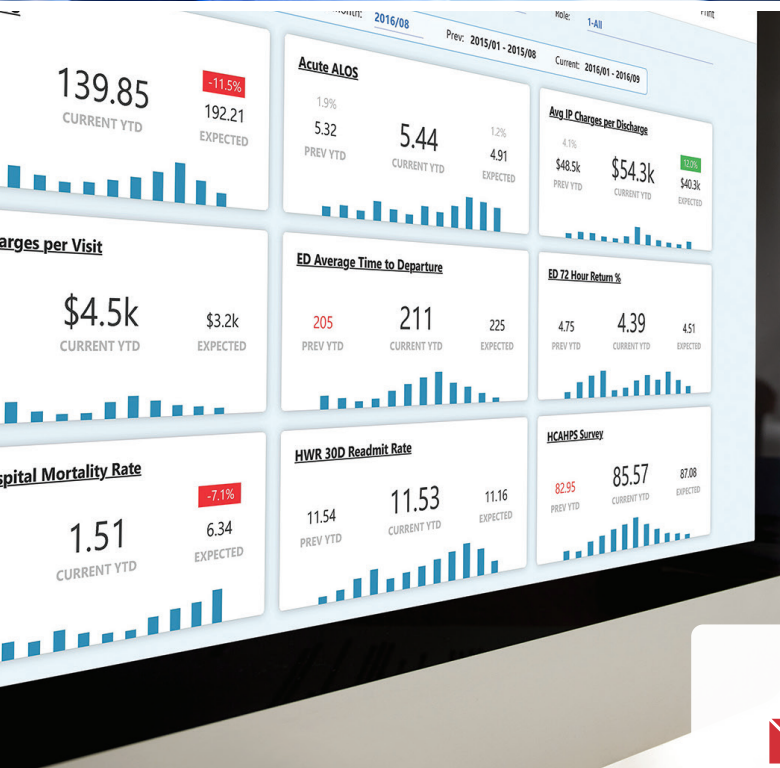 2016/08
Prev: 2015/01 - 2015/08
Current: 2016/01 - 2016/09
Role:
1-All
Print
139.85
CURRENT YTD
-11.5%
192.21
EXPECTED
Acute ALOS
1.9%
5.32
PREV YTD
5.44
CURRENT YTD
1.2%
4.91
EXPECTED
Avg IP Charges per Discharge
4.1%
$48.5k
PREV YTD
$54.3k
CURRENT YTD
12.0%
$40.3k
EXPECTED
arges per Visit
$4.5k
CURRENT YTD
$3.2k
EXPECTED
ED Average Time to Departure
205
PREV YTD
211
CURRENT YTD
225
EXPECTED
ED 72 Hour Return %
4.75
PREV YTD
4.39
CURRENT YTD
4.51
EXPECTED
spital Mortality Rate
1.51
CURRENT YTD
-7.1%
6.34
EXPECTED
HWR 30D Readmit Rate
11.54
PREV YTD
11.53
CURRENT YTD
11.16
EXPECTED
HCAHPS Survey
82.95
PREV YTD
85.57
CURRENT YTD
87.08
EXPECTED